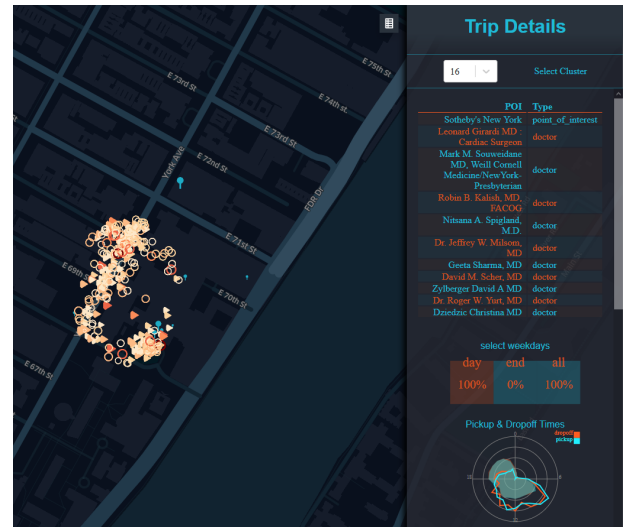 Trip Details
16
Select Cluster
E 75th St
E 74th st.
E 73rd St
E 73rd St
E 72nd St
York Ave
FDR Dr
E 71st St
E 69th St
E 70th St
E 67th St
POI Type
Sotheby's New York point_of_interest
Leonard Girardi MD :
Cardiac Surgeon doctor
Mark M. Souweidane
MD, Weill Cornell
Medicine/NewYork-
Presbyterian doctor
Robin B. Kalish, MD,
FACOG doctor
Nitsana A. Spigland,
M.D. doctor
Dr. Jeffrey W. Milsom,
MD doctor
Geeta Sharma, MD doctor
David M. Scher, MD doctor
Zylberger David A MD doctor
Dr. Roger W. Yurt, MD doctor
Dziedzic Christina MD doctor
select weekdays
day end all
100% 0% 100%
Pickup & Dropoff Times
dropoff
pickup